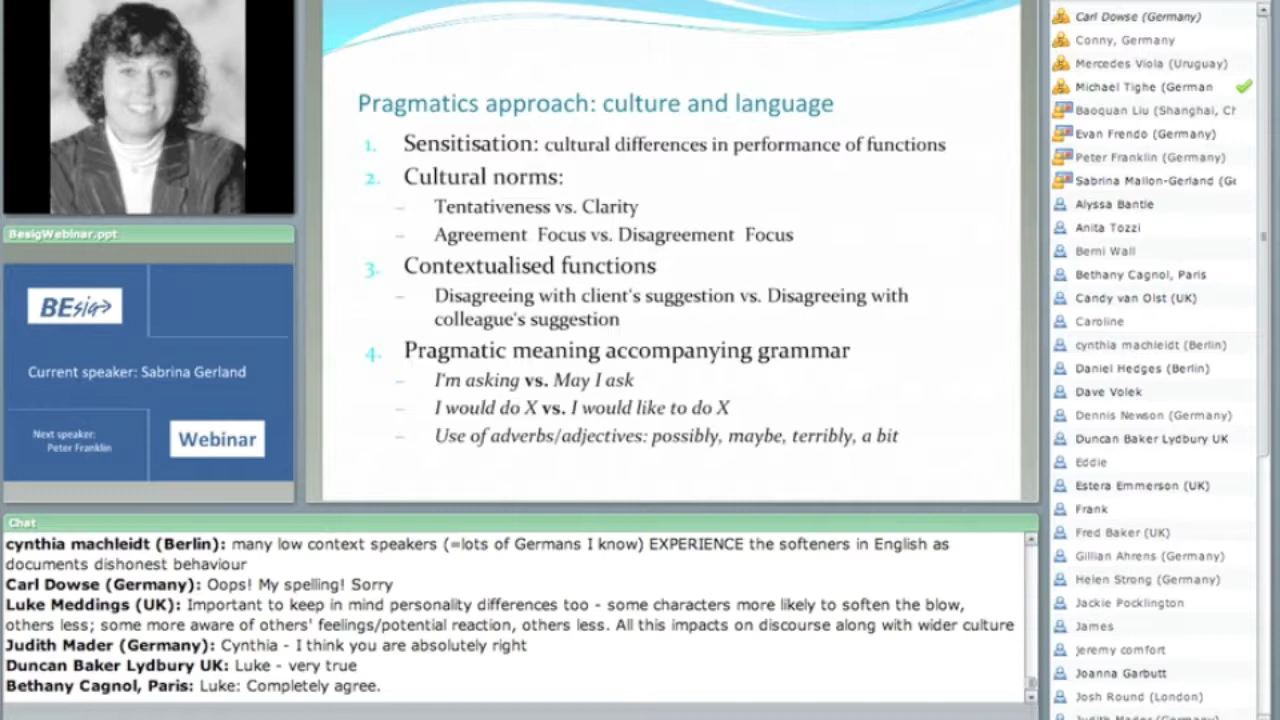 BesigWebinar.ppt
BEsig
Current speaker: Sabrina Gerland
Next speaker:
Peter Franklin
Webinar
Pragmatics approach: culture and language
1. Sensitisation: cultural differences in performance of functions
2. Cultural norms:
– Tentativeness vs. Clarity
– Agreement Focus vs. Disagreement Focus
3. Contextualised functions
– Disagreeing with client's suggestion vs. Disagreeing with
colleague's suggestion
4. Pragmatic meaning accompanying grammar
– I'm asking vs. May I ask
– I would do X vs. I would like to do X
– Use of adverbs/adjectives: possibly, maybe, terribly, a bit
Chat
cynthia machleidt (Berlin): many low context speakers (=lots of Germans I know) EXPERIENCE the softeners in English as
documents dishonest behaviour
Carl Dowse (Germany): Oops! My spelling! Sorry
Luke Meddings (UK): Important to keep in mind personality differences too - some characters more likely to soften the blow,
others less; some more aware of others' feelings/potential reaction, others less. All this impacts on discourse along with wider culture
Judith Mader (Germany): Cynthia - I think you are absolutely right
Duncan Baker Lydbury UK: Luke - very true
Bethany Cagnol, Paris: Luke: Completely agree.
Carl Dowse (Germany)
Conny, Germany
Mercedes Viola (Uruguay)
Michael Tighe (German
Baoquan Liu (Shanghai, Ch
Evan Frendo (Germany)
Peter Franklin (Germany)
Sabrina Mallon-Gerland (Ge
Alyssa Bantle
Anita Tozzi
Berni Wall
Bethany Cagnol, Paris
Candy van Olst (UK)
Caroline
cynthia machleidt (Berlin)
Daniel Hedges (Berlin)
Dave Volek
Dennis Newson (Germany)
Duncan Baker Lydbury UK
Eddie
Estera Emmerson (UK)
Frank
Fred Baker (UK)
Gillian Ahrens (Germany)
Helen Strong (Germany)
Jackie Pocklington
James
jeremy comfort
Joanna Garbutt
Josh Round (London)
Judith Mader (Germany)